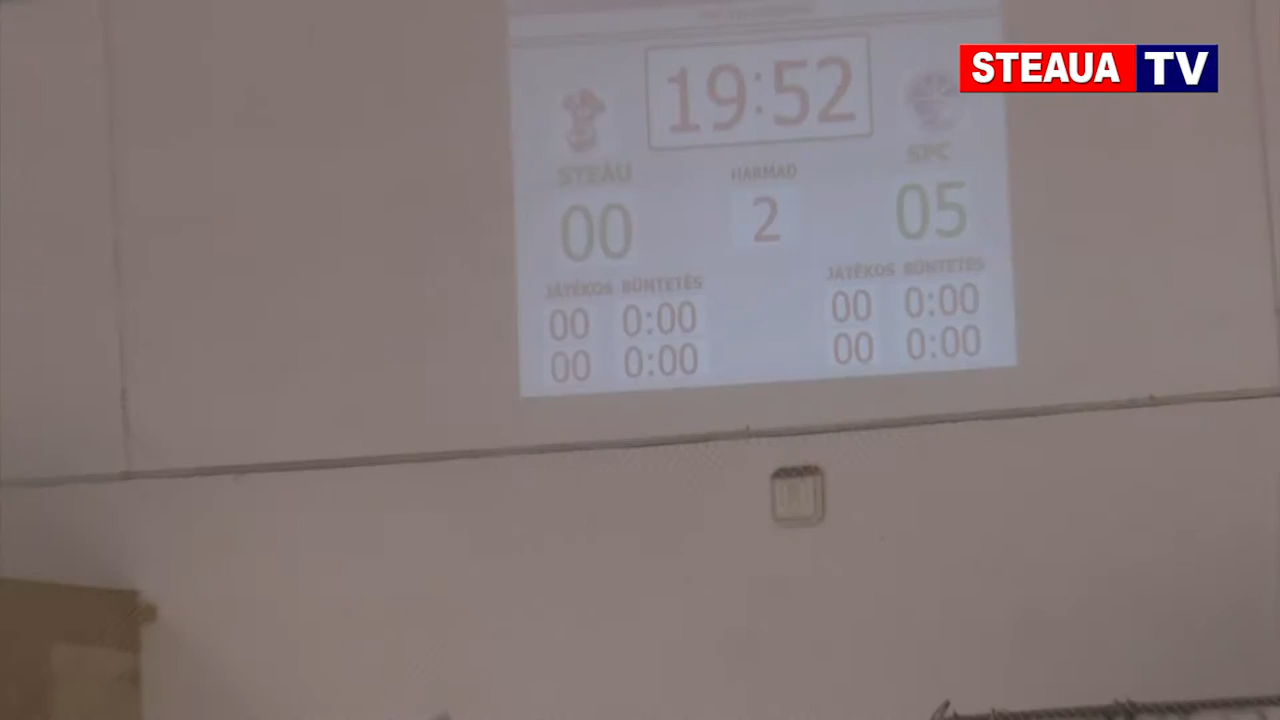 STEAUA TV
19:52
STEAU
SPC
HARMAD
00
2
05
JÁTÉKOS BÜNTETÉS
JÁTÉKOS BÜNTETÉS
00 0:00
00 0:00
00 0:00
00 0:00